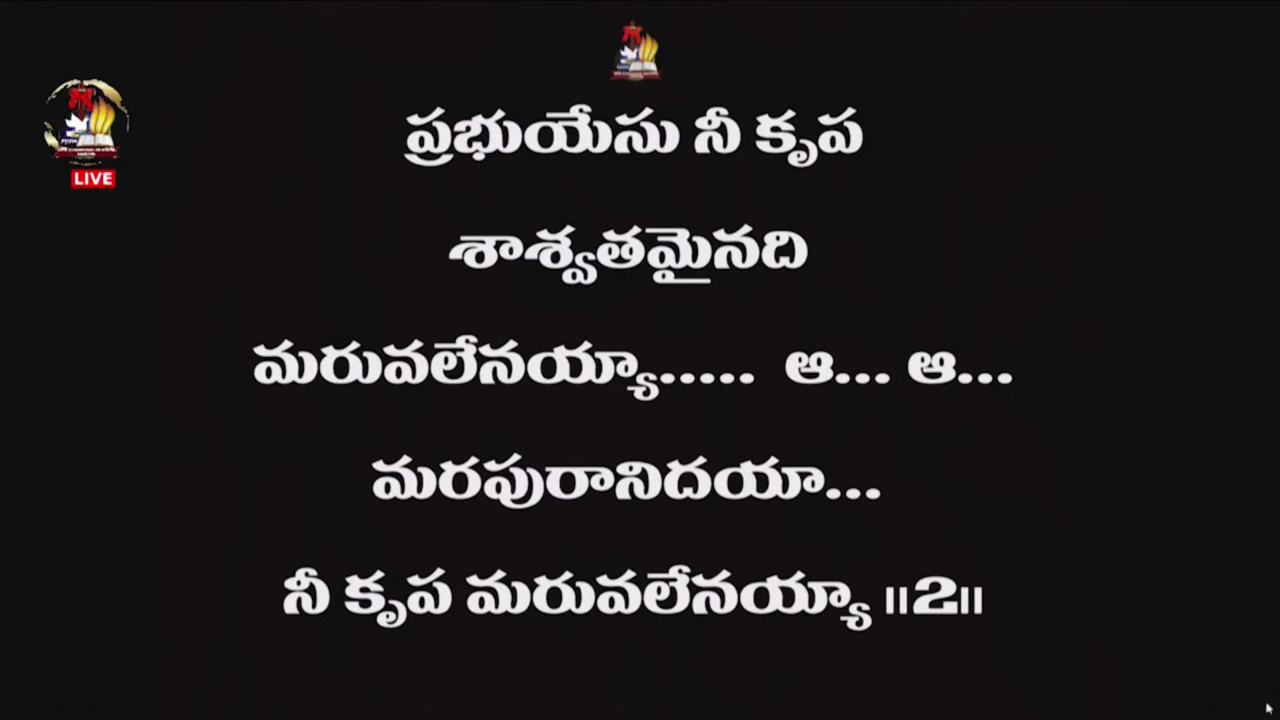 ప్రభుయేసు నీ కృప
LIVE
శాశ్వతమైనది
మరువలేనయ్యా..... ఆ... ఆ...
మరపురానిదయా...
నీ కృప మరువలేనయ్యా ॥2॥